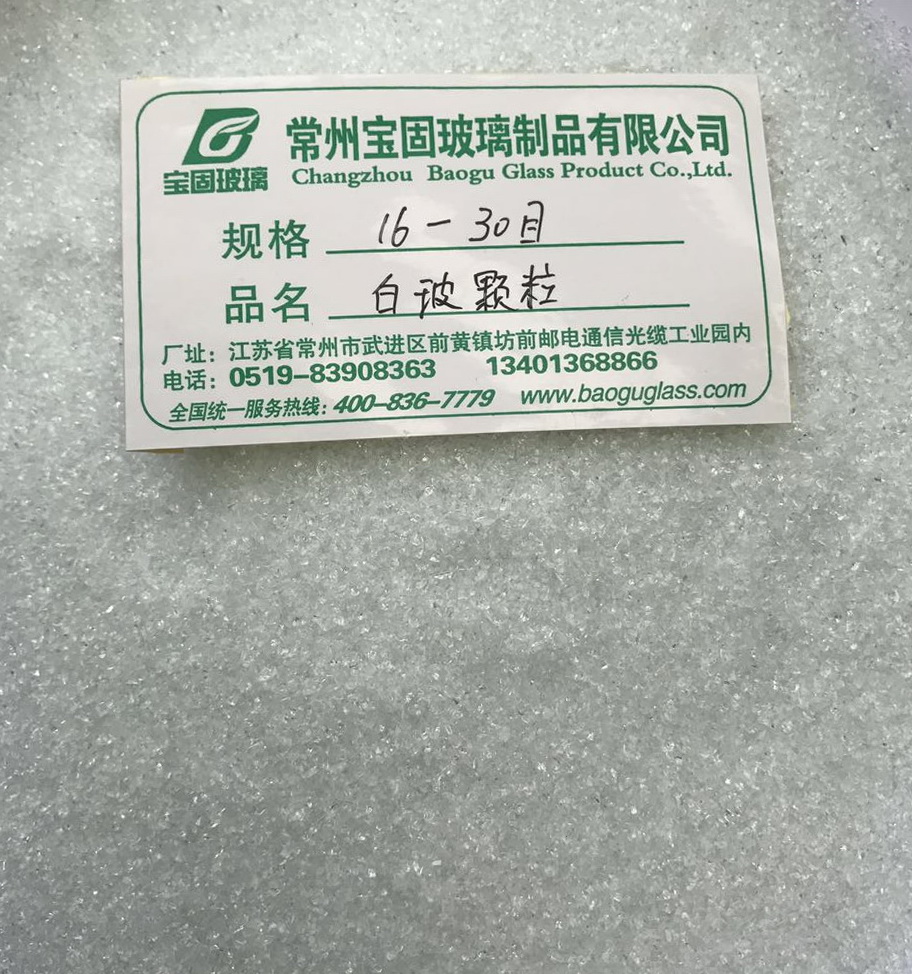 宝固玻璃
常州宝固玻璃制品有限公司
Changzhou Baogu Glass Product Co.,Ltd.
规格 16-30目
品名 白玻颗粒
厂址：江苏省常州市武进区前黄镇坊前邮电通信光缆工业园内
电话：0519-83908363 13401368866
全国统一服务热线：400-836-7779 www.baoguglass.com